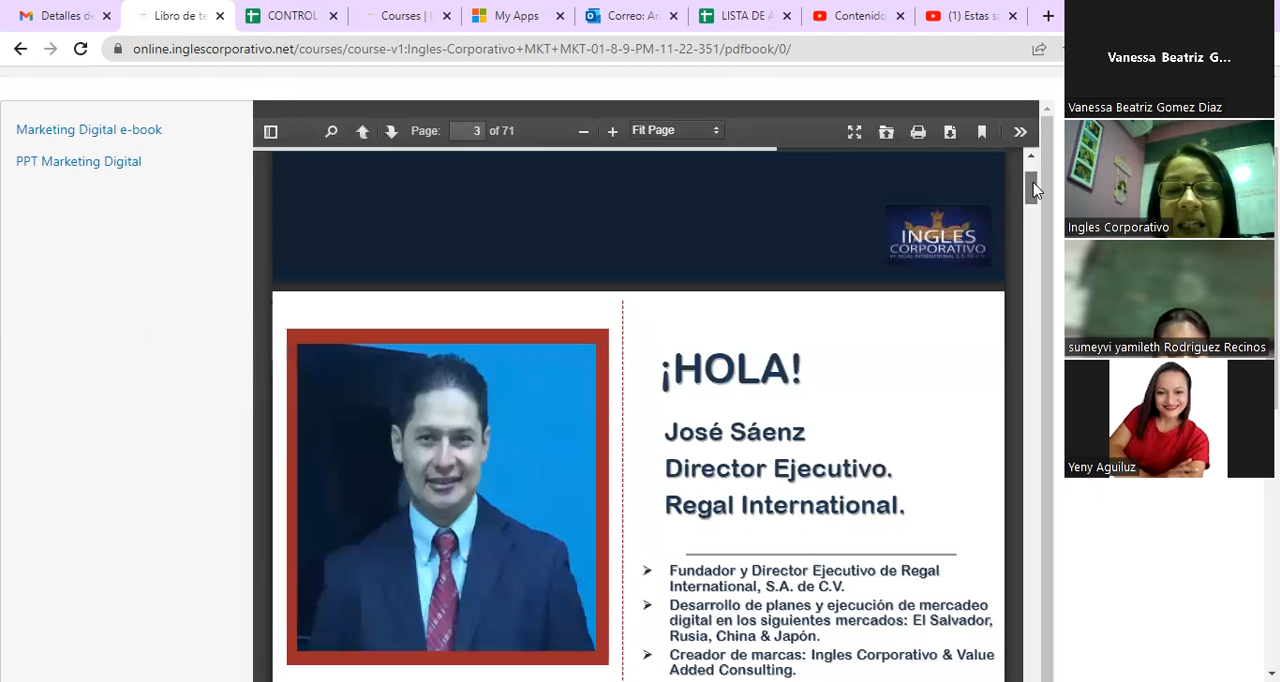 Detalles de
Libro de te
CONTROL
Courses |
My Apps
Correo: Ar
LISTA DE A
Contenido
(1) Estas s
online.inglescorporativo.net/courses/course-v1:Ingles-Corporativo+MKT+MKT-01-8-9-PM-11-22-351/pdfbook/0/
Marketing Digital e-book
PPT Marketing Digital
Page: 3 of 71
Fit Page
INGLES
CORPORATIVO
¡HOLA!
José Sáenz
Director Ejecutivo.
Regal International.
Fundador y Director Ejecutivo de Regal
International, S.A. de C.V.
Desarrollo de planes y ejecución de mercadeo
digital en los siguientes mercados: El Salvador,
Rusia, China & Japón.
Creador de marcas: Ingles Corporativo & Value
Added Consulting.
Vanessa Beatriz G...
Vanessa Beatriz Gomez Diaz
Ingles Corporativo
sumeyvi yamileth Rodriguez Recinos
Yeny Aguiluz